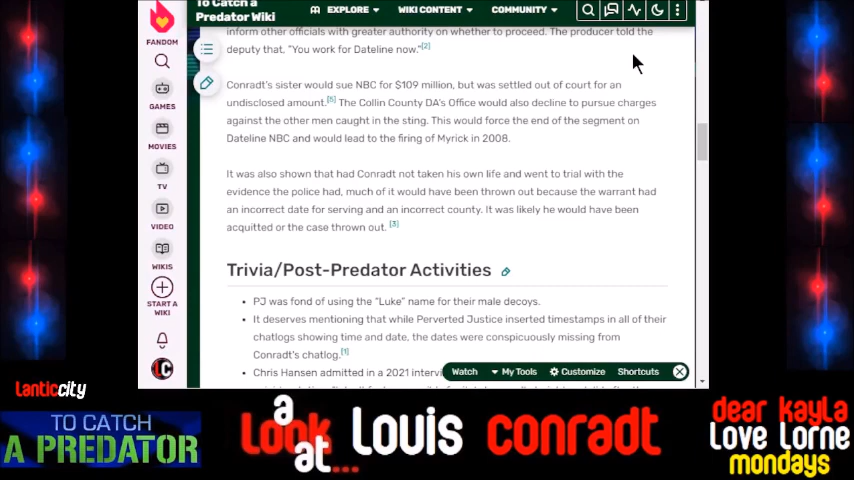 To Catch a
Predator Wiki
EXPLORE
WIKI CONTENT
COMMUNITY
FANDOM
GAMES
MOVIES
TV
VIDEO
WIKIS
START A
WIKI
inform other officials with greater authority on whether to proceed. The producer told the
deputy that, "You work for Dateline now."[2]
Conradt's sister would sue NBC for $109 million, but was settled out of court for an
undisclosed amount.[5] The Collin County DA's Office would also decline to pursue charges
against the other men caught in the sting. This would force the end of the segment on
Dateline NBC and would lead to the firing of Myrick in 2008.
It was also shown that had Conradt not taken his own life and went to trial with the
evidence the police had, much of it would have been thrown out because the warrant had
an incorrect date for serving and an incorrect county. It was likely he would have been
acquitted or the case thrown out. [3]
Trivia/Post-Predator Activities
PJ was fond of using the "Luke" name for their male decoys.
It deserves mentioning that while Perverted Justice inserted timestamps in all of their
chatlogs showing time and date, the dates were conspicuously missing from
Conradt's chatlog.[1]
Chris Hansen admitted in a 2021 intervi
Watch
My Tools
Customize
Shortcuts
LC
Lanticcity
TO CATCH
A PREDATOR
a
Look
at...
Louis
conradt
dear kayla
Love Lorne
mondays